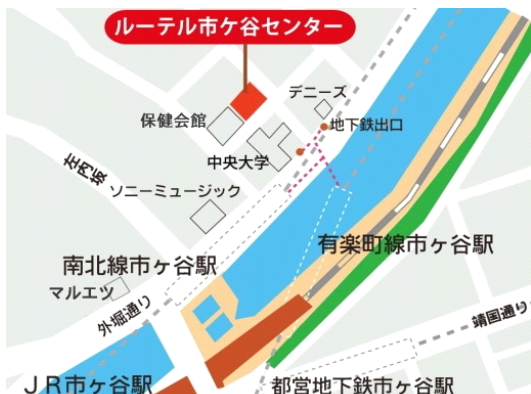 ルーテル市ケ谷センター
デニーズ
保健会館
地下鉄出口
中央大学
左内坂
ソニーミュージック
有楽町線市ヶ谷駅
南北線市ヶ谷駅
マルエツ
外堀通り
靖国通り
JR市ヶ谷駅
都営地下鉄市ヶ谷駅